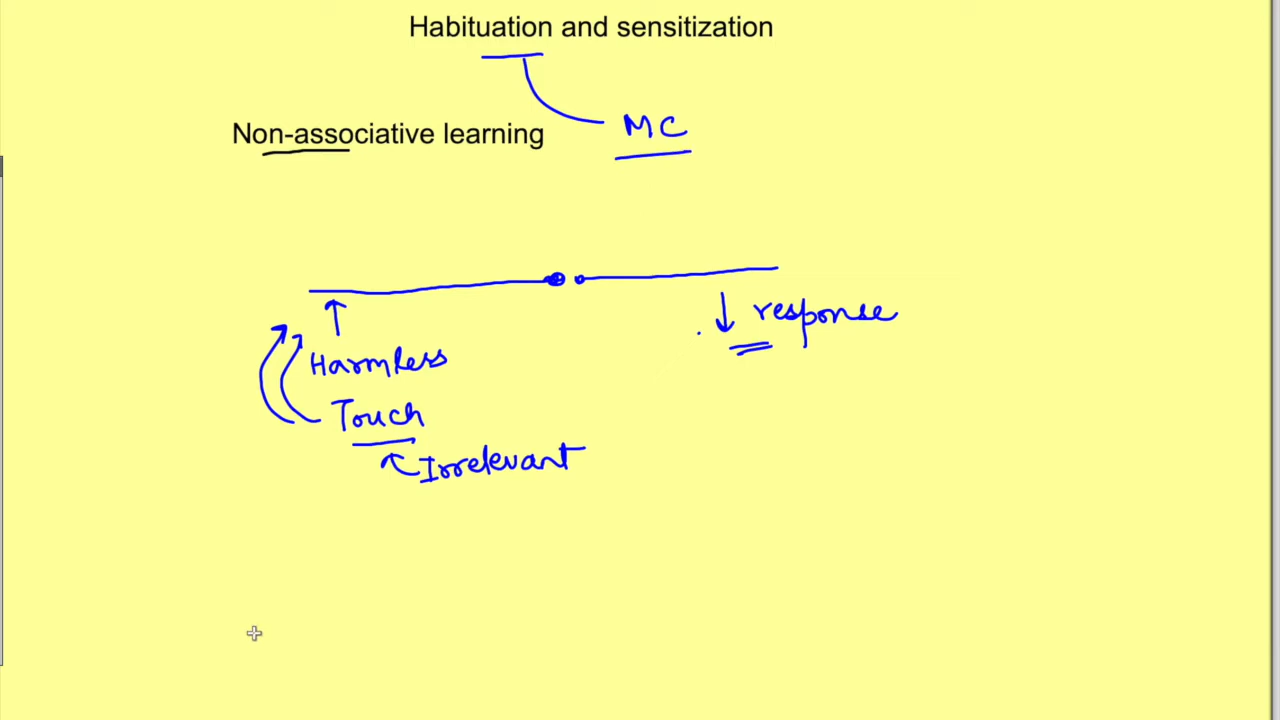 Habituation and sensitization
Non-associative learning
MC
↓ response
Harmless
Touch
Irrelevant